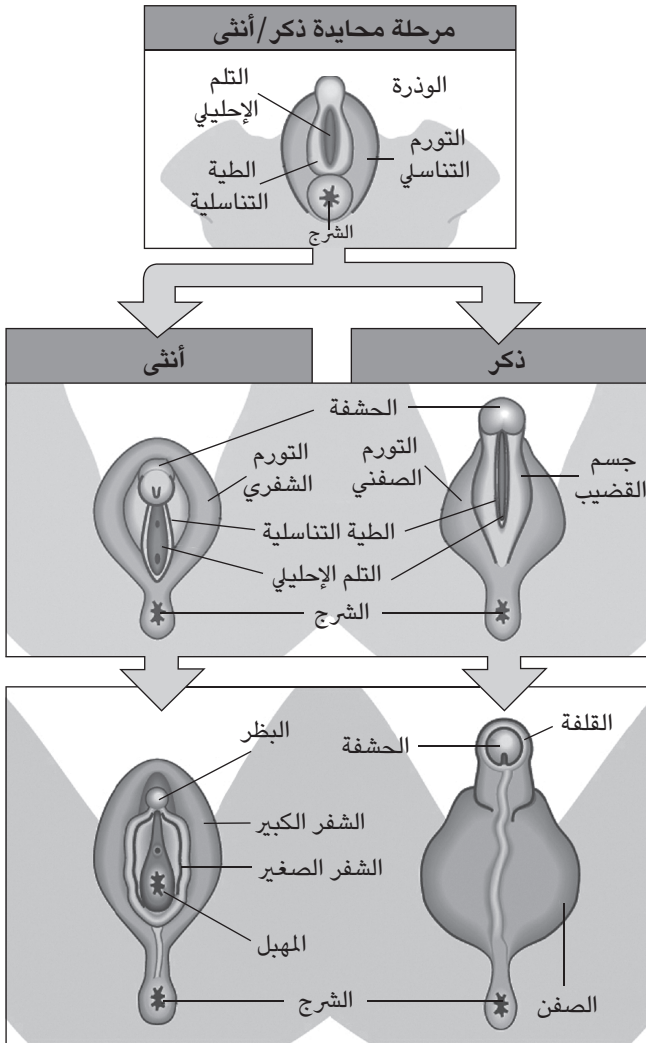 مرحلة محايدة ذكر/أنثى
الوذرة
التلم
الإحليلي
التورم
التناسلي
الطية
التناسلية
الشرج
ذكر
أنثى
الحشفة
جسم
القضيب
التورم
الصفني
التورم
الشفري
الطية التناسلية
التلم الإحليلي
الشرج
القلفة
الحشفة
البظر
الشفر الكبير
الشفر الصغير
المهبل
الصفن
الشرج